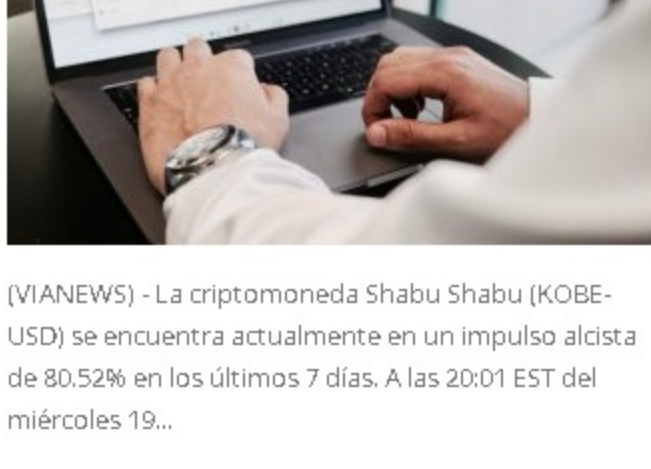 (VIANEWS) - La criptomoneda Shabu Shabu (KOBE-
USD) se encuentra actualmente en un impulso alcista
de 80.52% en los últimos 7 días. A las 20:01 EST del
miércoles 19...